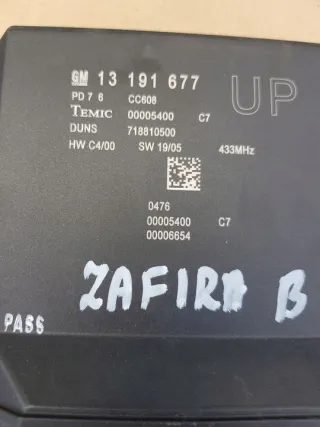 GM 13 191 677 UP
PD 7 6 CC608
TEMIC 00005400 C7
DUNS 718810500
HW C4/00 SW 19/05 433MHz
0476
00005400 C7
00006654
ZAFIRA B
PASS